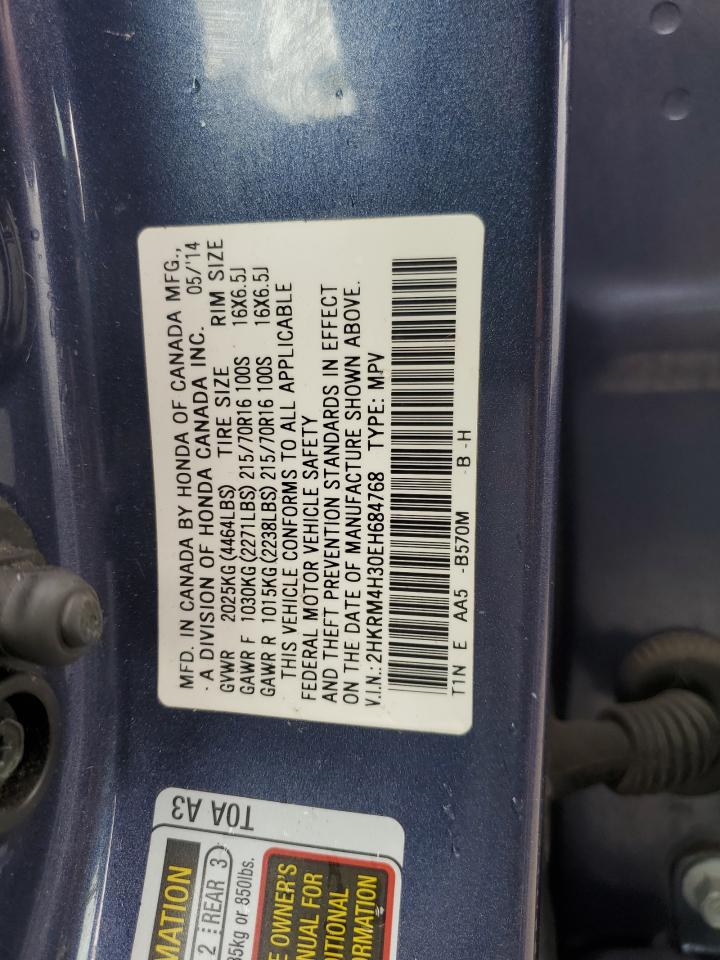 MFD. IN CANADA BY HONDA OF CANADA MFG.,
A DIVISION OF HONDA CANADA INC. 05/'14
GVWR 2025KG(4464LBS) TIRE SIZE RIM SIZE
GAWR F 1030KG(2271LBS) 215/70R16 100S 16X6.5J
GAWR R 1015KG(2238LBS) 215/70R16 100S 16X6.5J
THIS VEHICLE CONFORMS TO ALL APPLICABLE
FEDERAL MOTOR VEHICLE SAFETY
AND THEFT PREVENTION STANDARDS IN EFFECT
ON THE DATE OF MANUFACTURE SHOWN ABOVE.
V.I.N.: 2HKRM4H30EH684768 TYPE: MPV
T1N E AA5 -B570M -B -H
T0A A3
MATION
2 REAR 3
35kg or 850lbs.
E OWNER'S
NUAL FOR
DITIONAL
ORMATION